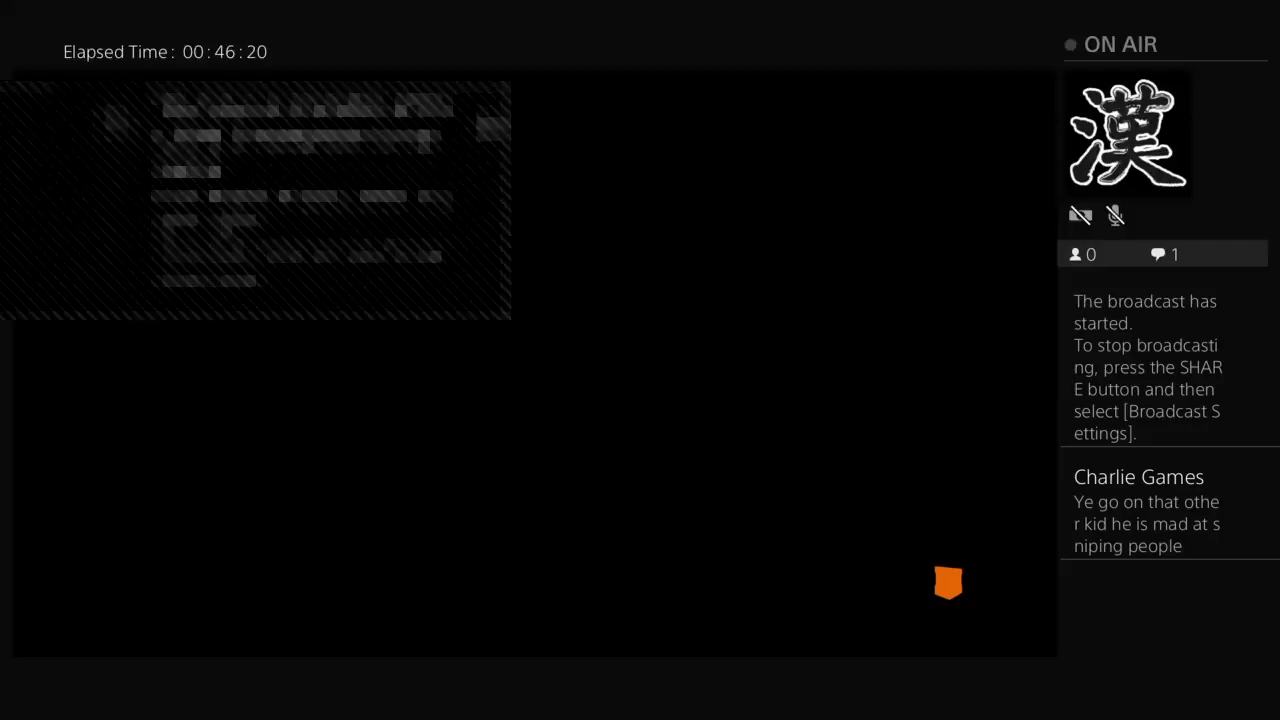 Elapsed Time: 00:46:20
ON AIR
漢
0 1
The broadcast has
started.
To stop broadcasti
ng, press the SHAR
E button and then
select [Broadcast S
ettings].
Charlie Games
Ye go on that othe
r kid he is mad at s
niping people